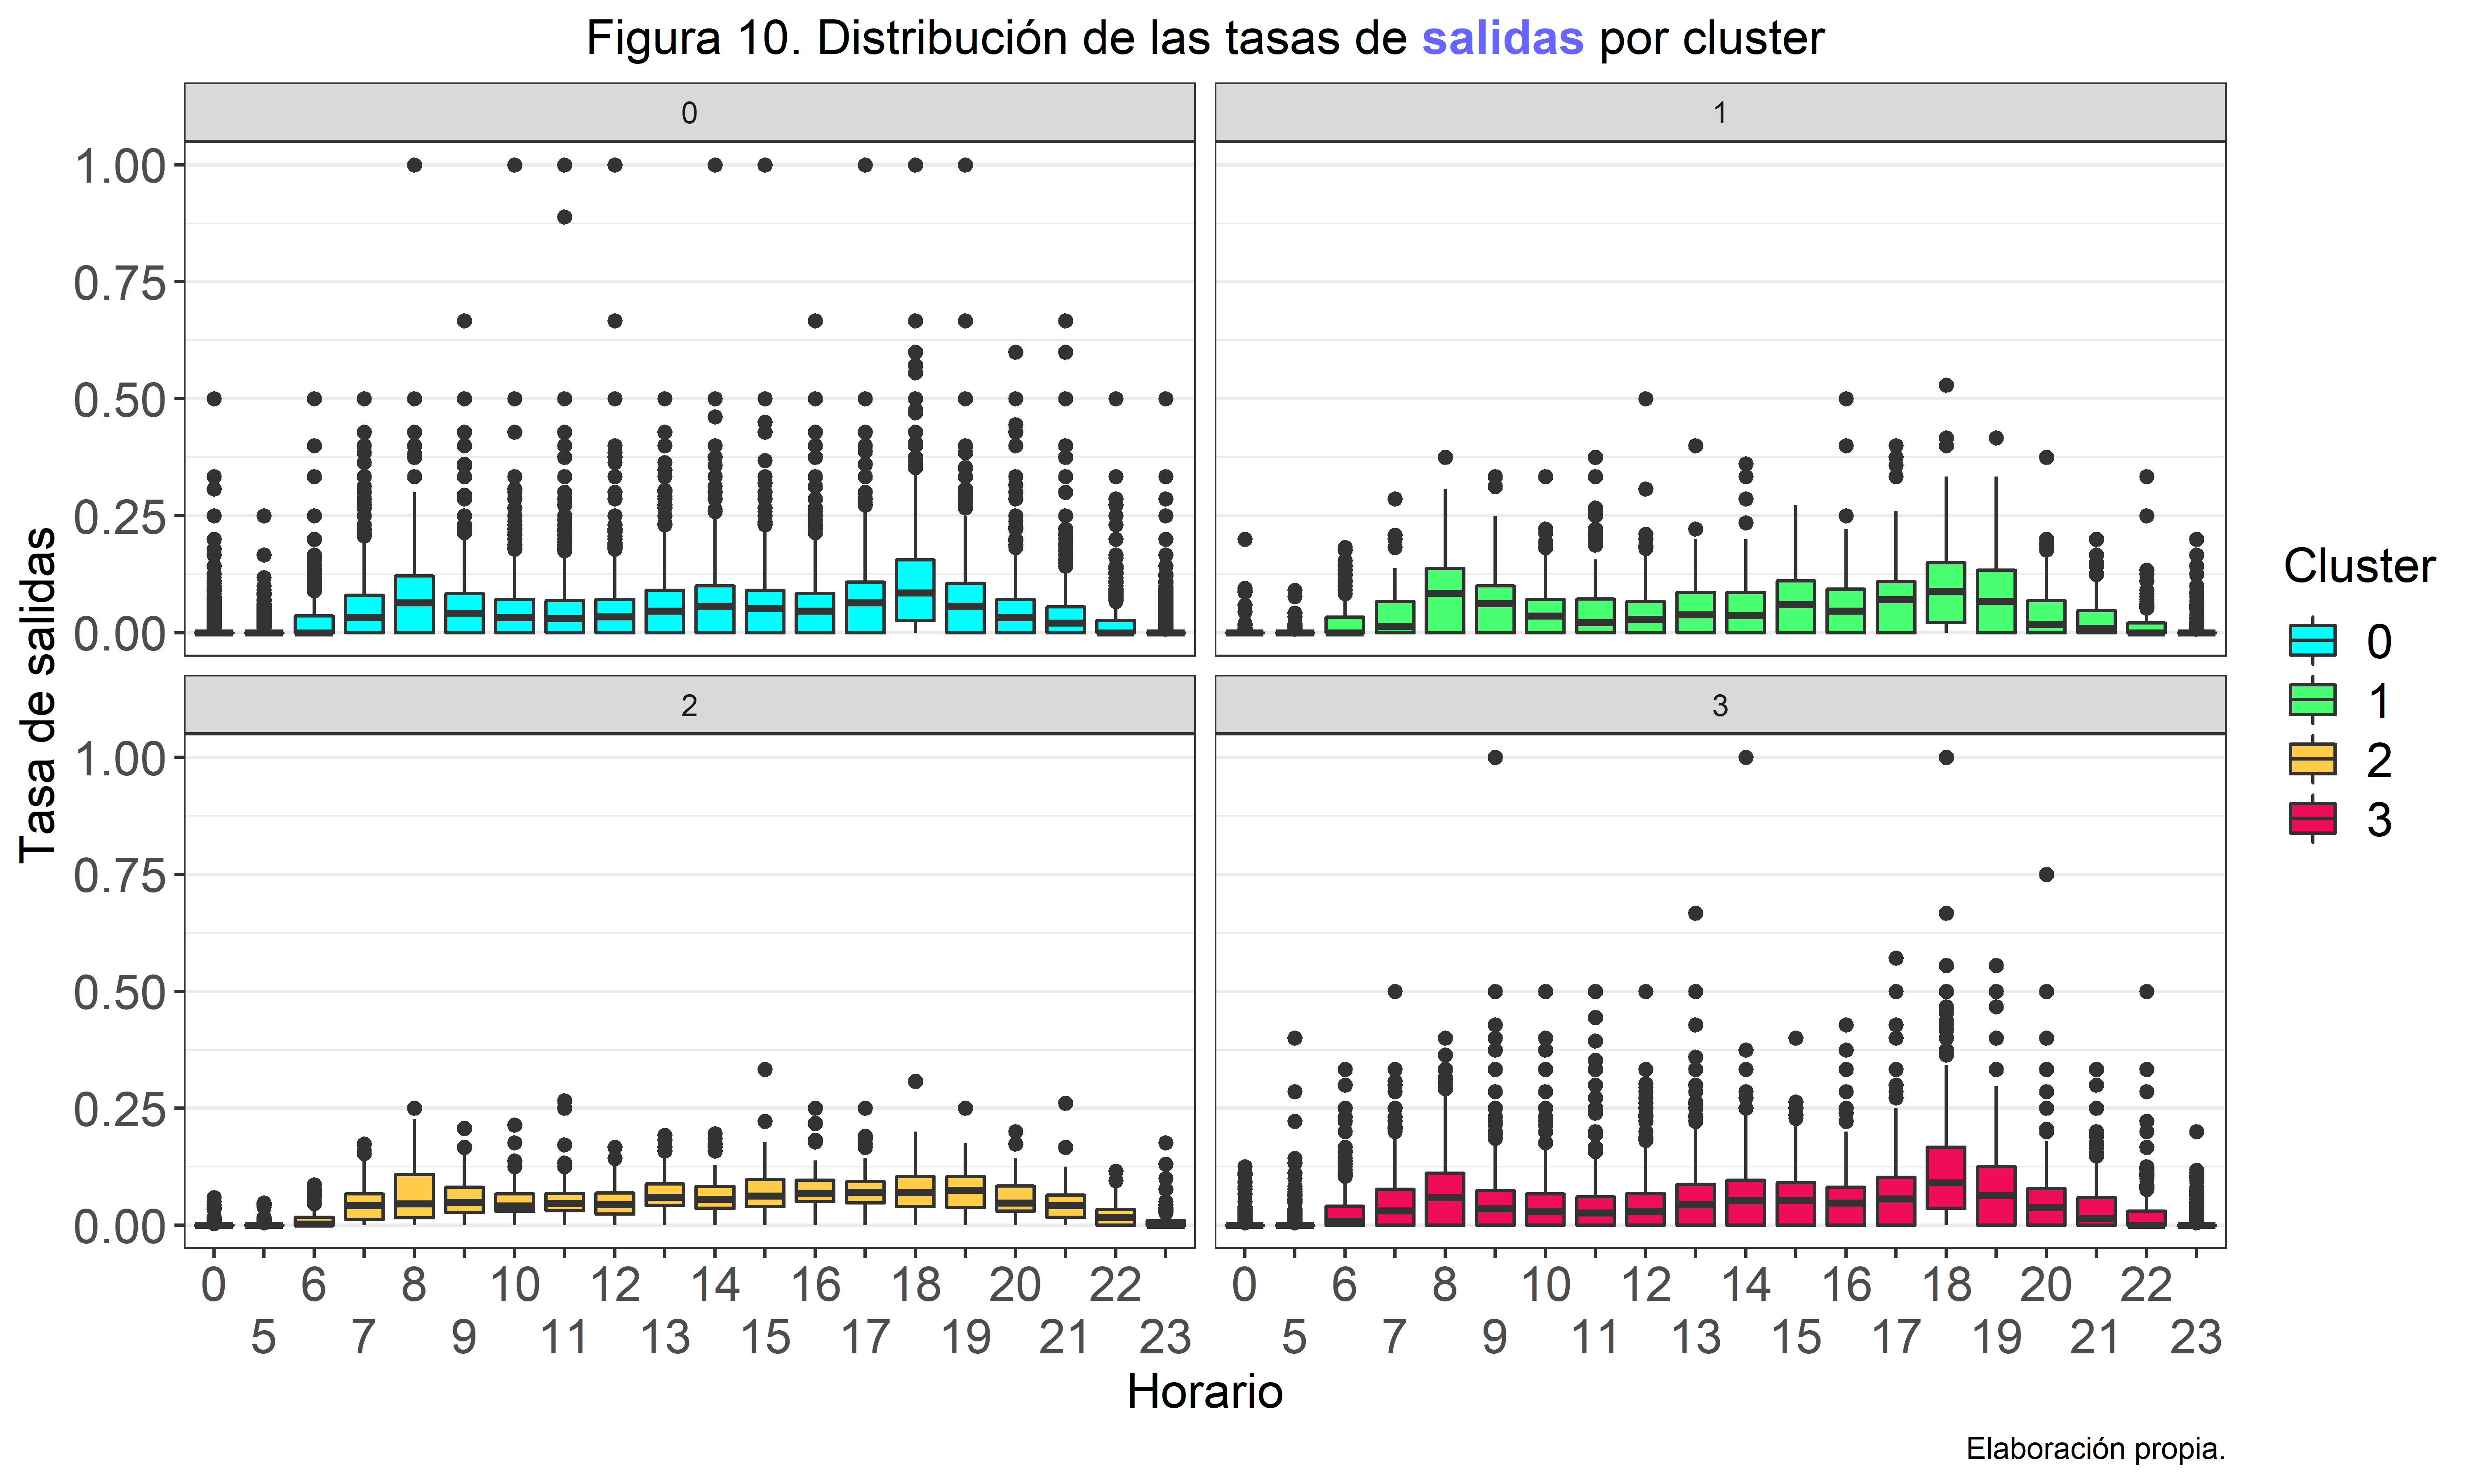 Figura 10. Distribución de las tasas de salidas por cluster
0 1
1.00
0.75
0.50
0.25
0.00
2 3
1.00
0.75
0.50
0.25
0.00
Tasa de salidas
0 6 8 10 12 14 16 18 20 22 0 6 8 10 12 14 16 18 20 22
5 7 9 11 13 15 17 19 21 23 5 7 9 11 13 15 17 19 21 23
Horario
Cluster
0
1
2
3
Elaboración propia.